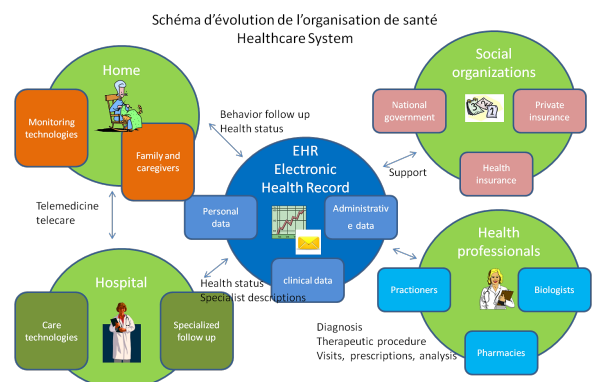 Schéma d’évolution de l’organisation de santé
Healthcare System
Home
Monitoring
technologies
Family and
caregivers
Behavior follow up
Health status
Social
organizations
National
government
Private
insurance
Health
insurance
EHR
Electronic
Health Record
Personal
data
Administrativ
e data
clinical data
Support
Telemedicine
telecare
Hospital
Care
technologies
Specialized
follow up
Health status
Specialist descriptions
Health
professionals
Practioners
Biologists
Pharmacies
Diagnosis
Therapeutic procedure
Visits, prescriptions, analysis